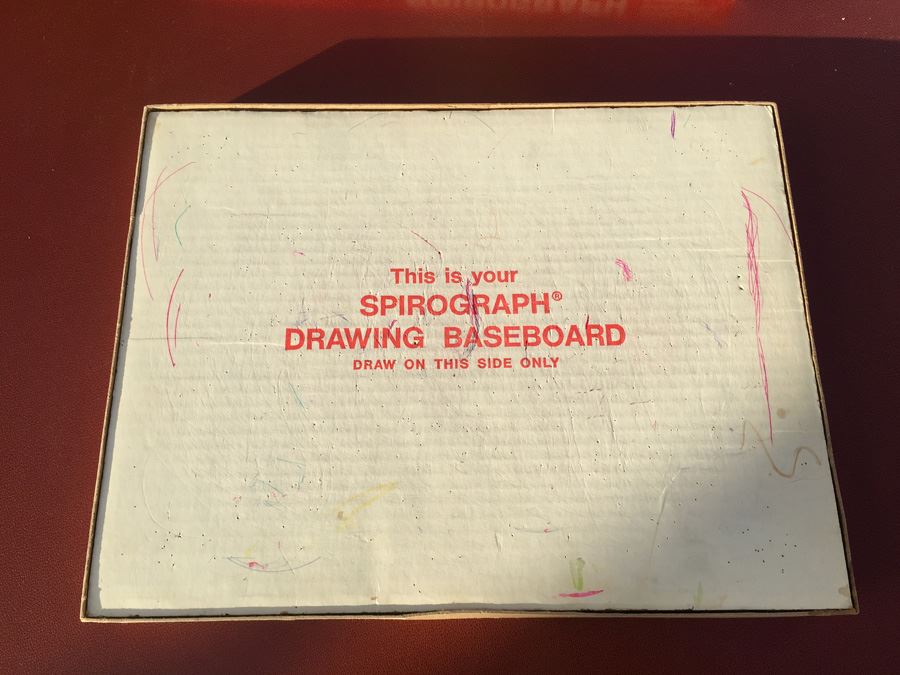 This is your
SPIROGRAPH®
DRAWING BASEBOARD
DRAW ON THIS SIDE ONLY